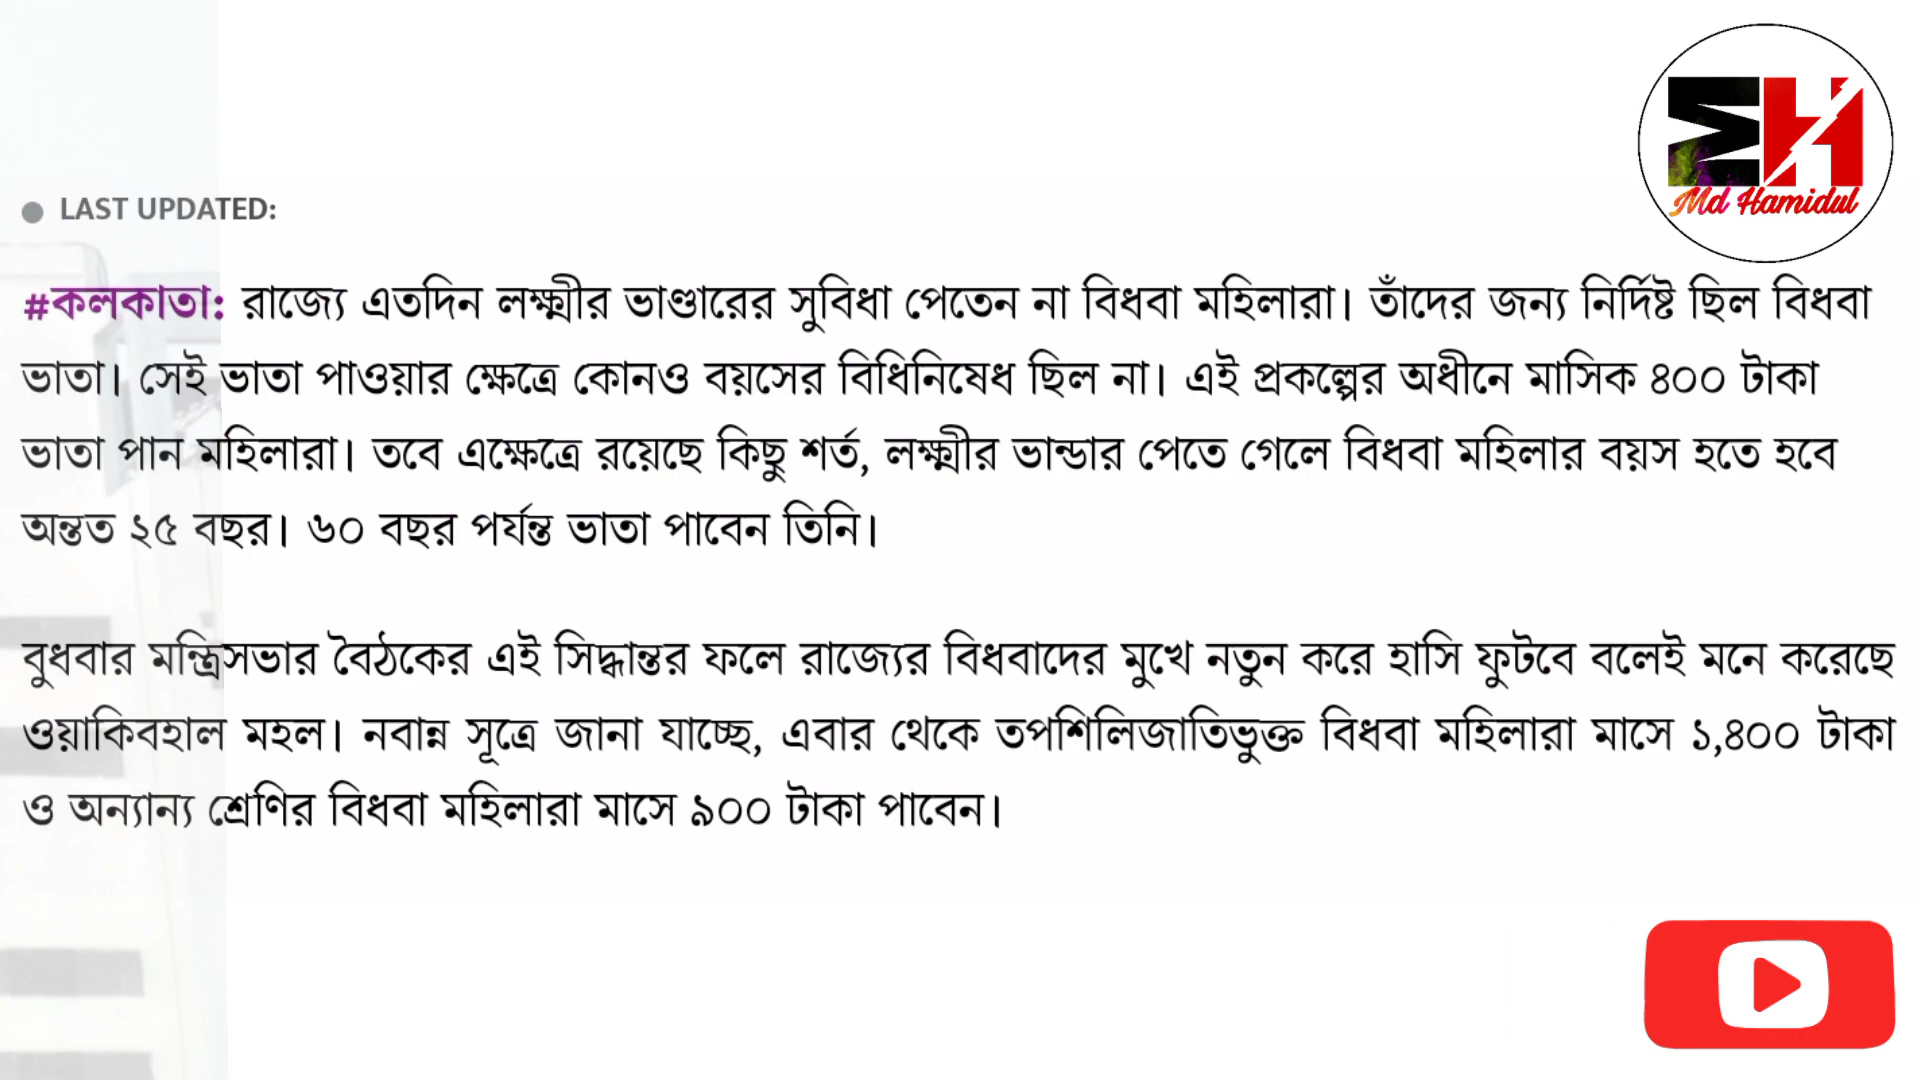 MH
Md Hamidul
LAST UPDATED:
#কলকাতা: রাজ্যে এতদিন লক্ষ্মীর ভাণ্ডারের সুবিধা পেতেন না বিধবা মহিলারা। তাঁদের জন্য নির্দিষ্ট ছিল বিধবা
ভাতা। সেই ভাতা পাওয়ার ক্ষেত্রে কোনও বয়সের বিধিনিষেধ ছিল না। এই প্রকল্পের অধীনে মাসিক ৪০০ টাকা
ভাতা পান মহিলারা। তবে এক্ষেত্রে রয়েছে কিছু শর্ত, লক্ষ্মীর ভান্ডার পেতে গেলে বিধবা মহিলার বয়স হতে হবে
অন্তত ২৫ বছর। ৬০ বছর পর্যন্ত ভাতা পাবেন তিনি।
বুধবার মন্ত্রিসভার বৈঠকের এই সিদ্ধান্তর ফলে রাজ্যের বিধবাদের মুখে নতুন করে হাসি ফুটবে বলেই মনে করেছে
ওয়াকিবহাল মহল। নবান্ন সূত্রে জানা যাচ্ছে, এবার থেকে তপশিলিজাতিভুক্ত বিধবা মহিলারা মাসে ১,৪০০ টাকা
ও অন্যান্য শ্রেণির বিধবা মহিলারা মাসে ৯০০ টাকা পাবেন।